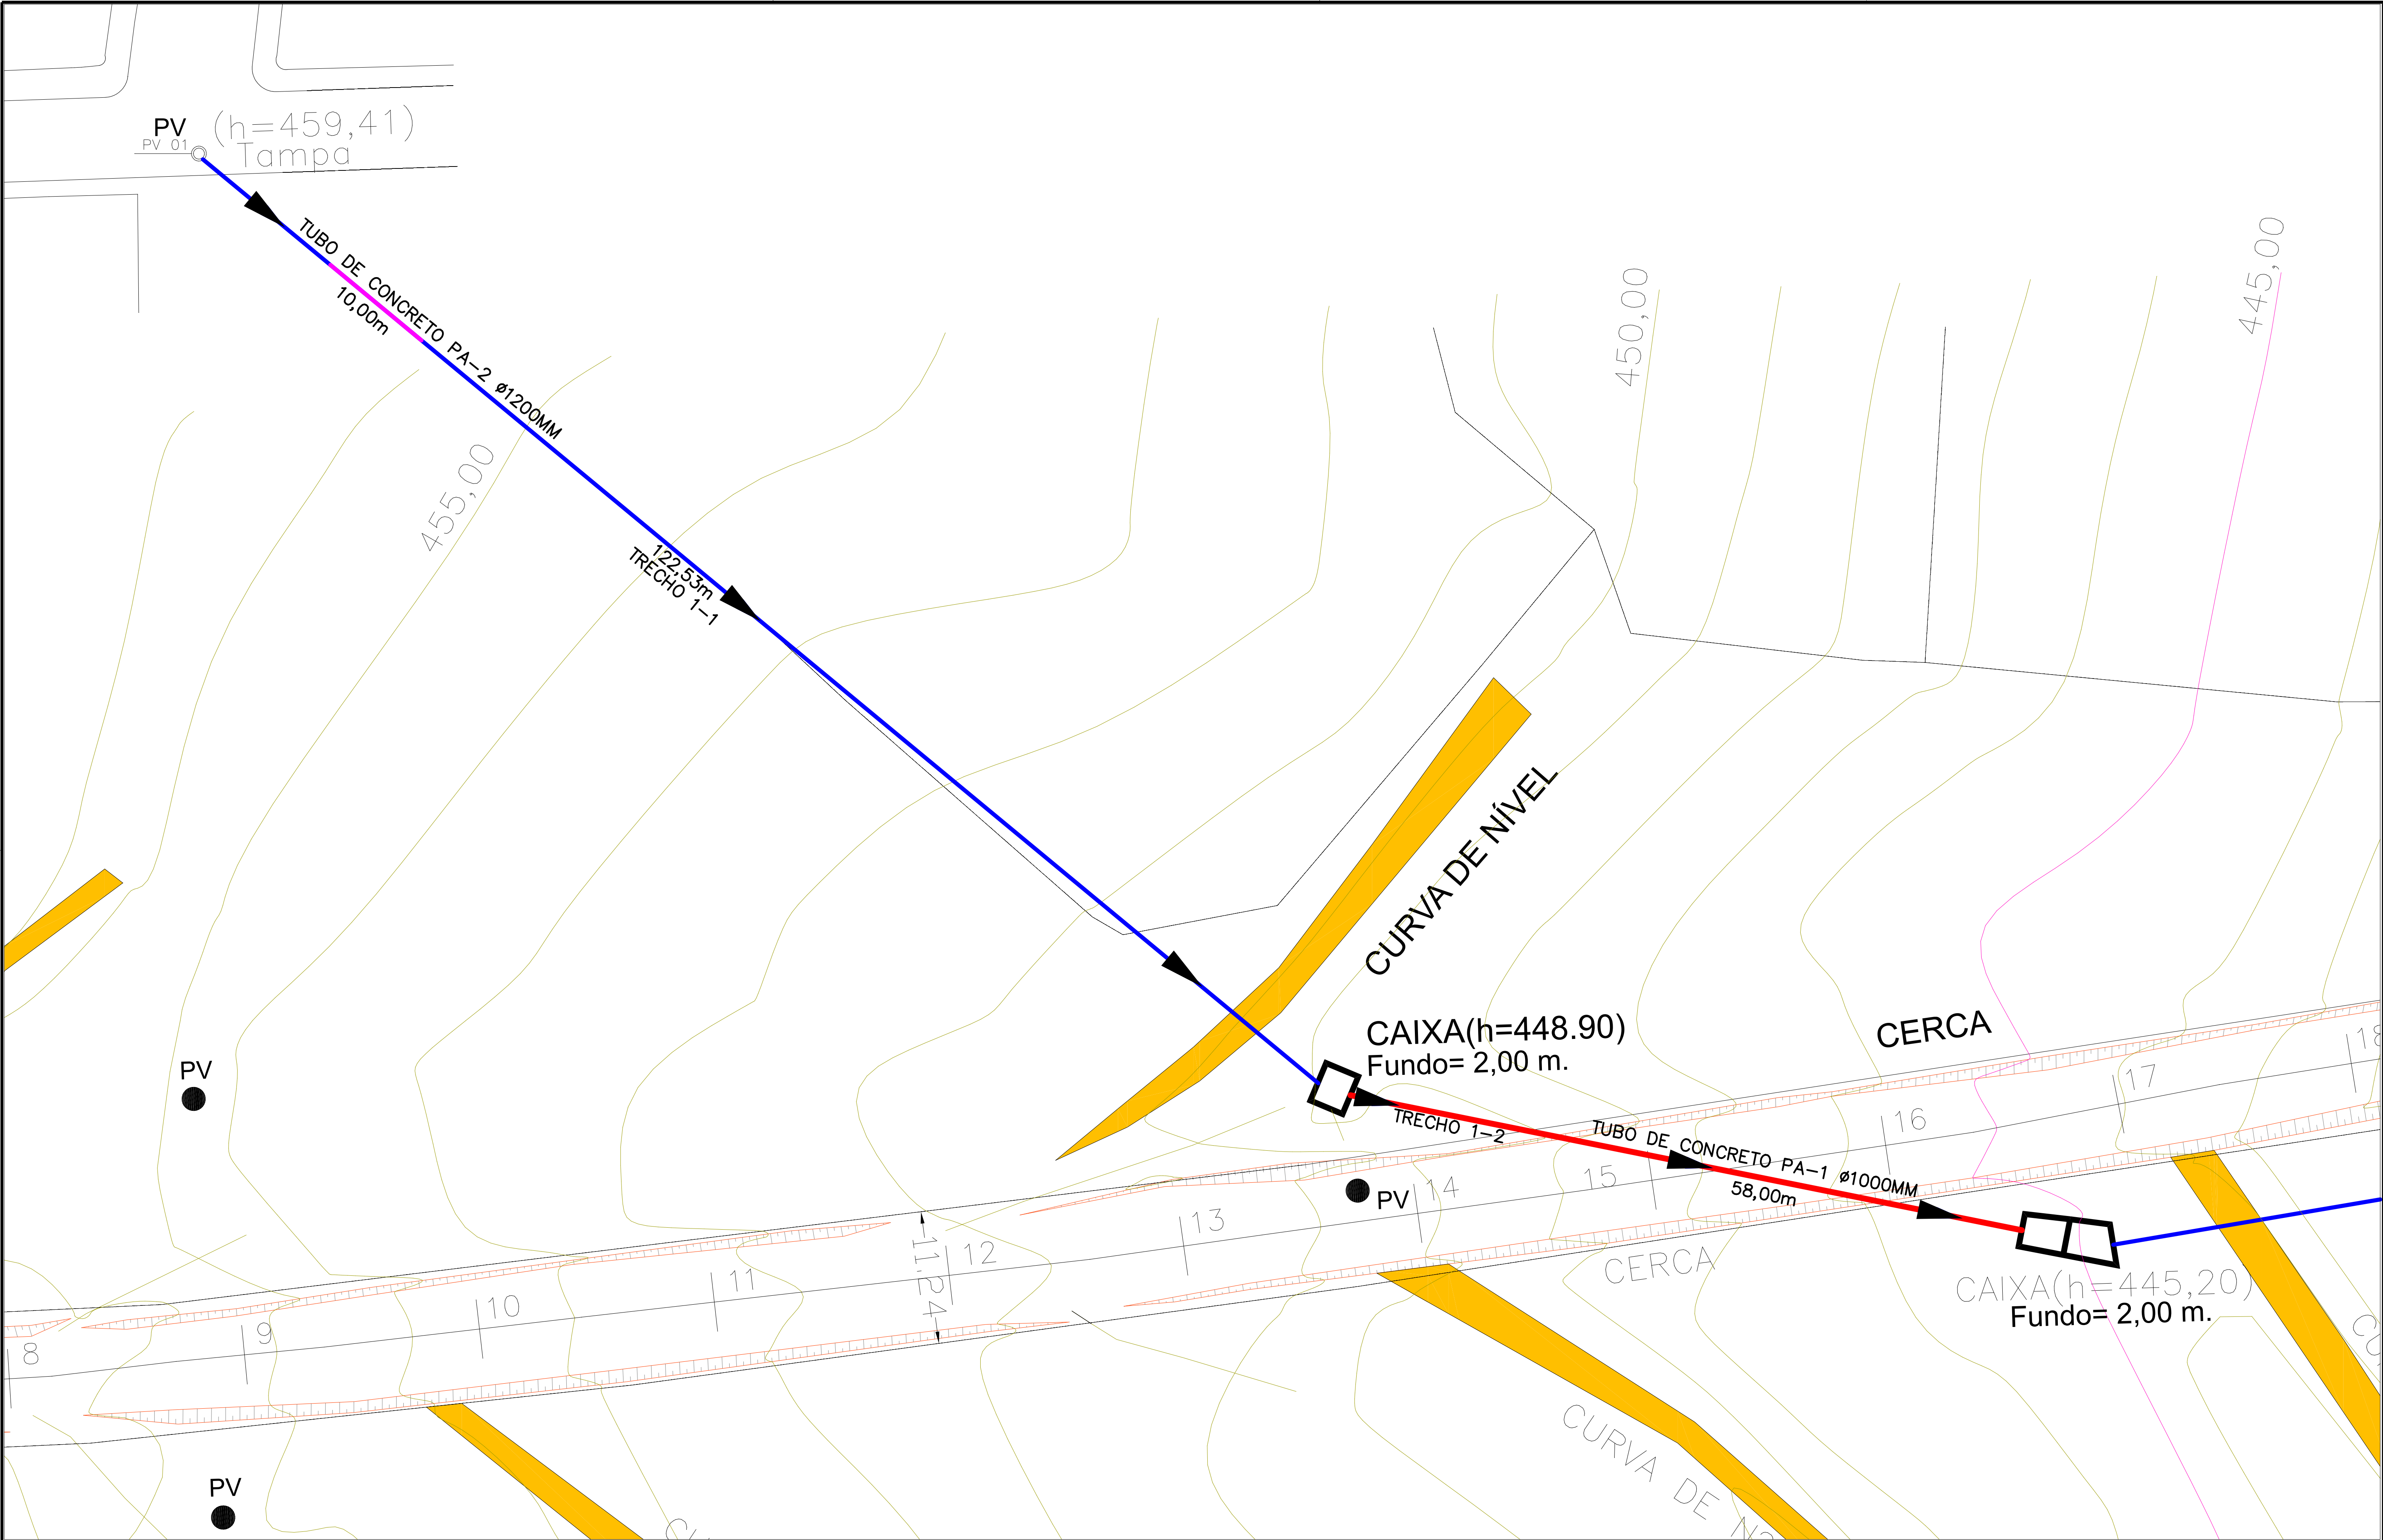 PV
(h=459,41)
PV 01
Tampa
TUBO DE CONCRETO PA-2 ø1200MM
10,00m
455,00
450,00
445,00
122,53m
TRECHO 1-1
CURVA DE NÍVEL
CAIXA(h=448.90)
Fundo= 2,00 m.
CERCA
PV
TRECHO 1-2
TUBO DE CONCRETO PA-1 ø1000MM
58,00m
PV
8
9
10
11
11.24
12
13
14
15
16
17
18
CERCA
CAIXA(h=445,20)
Fundo= 2,00 m.
CURVA DE
PV